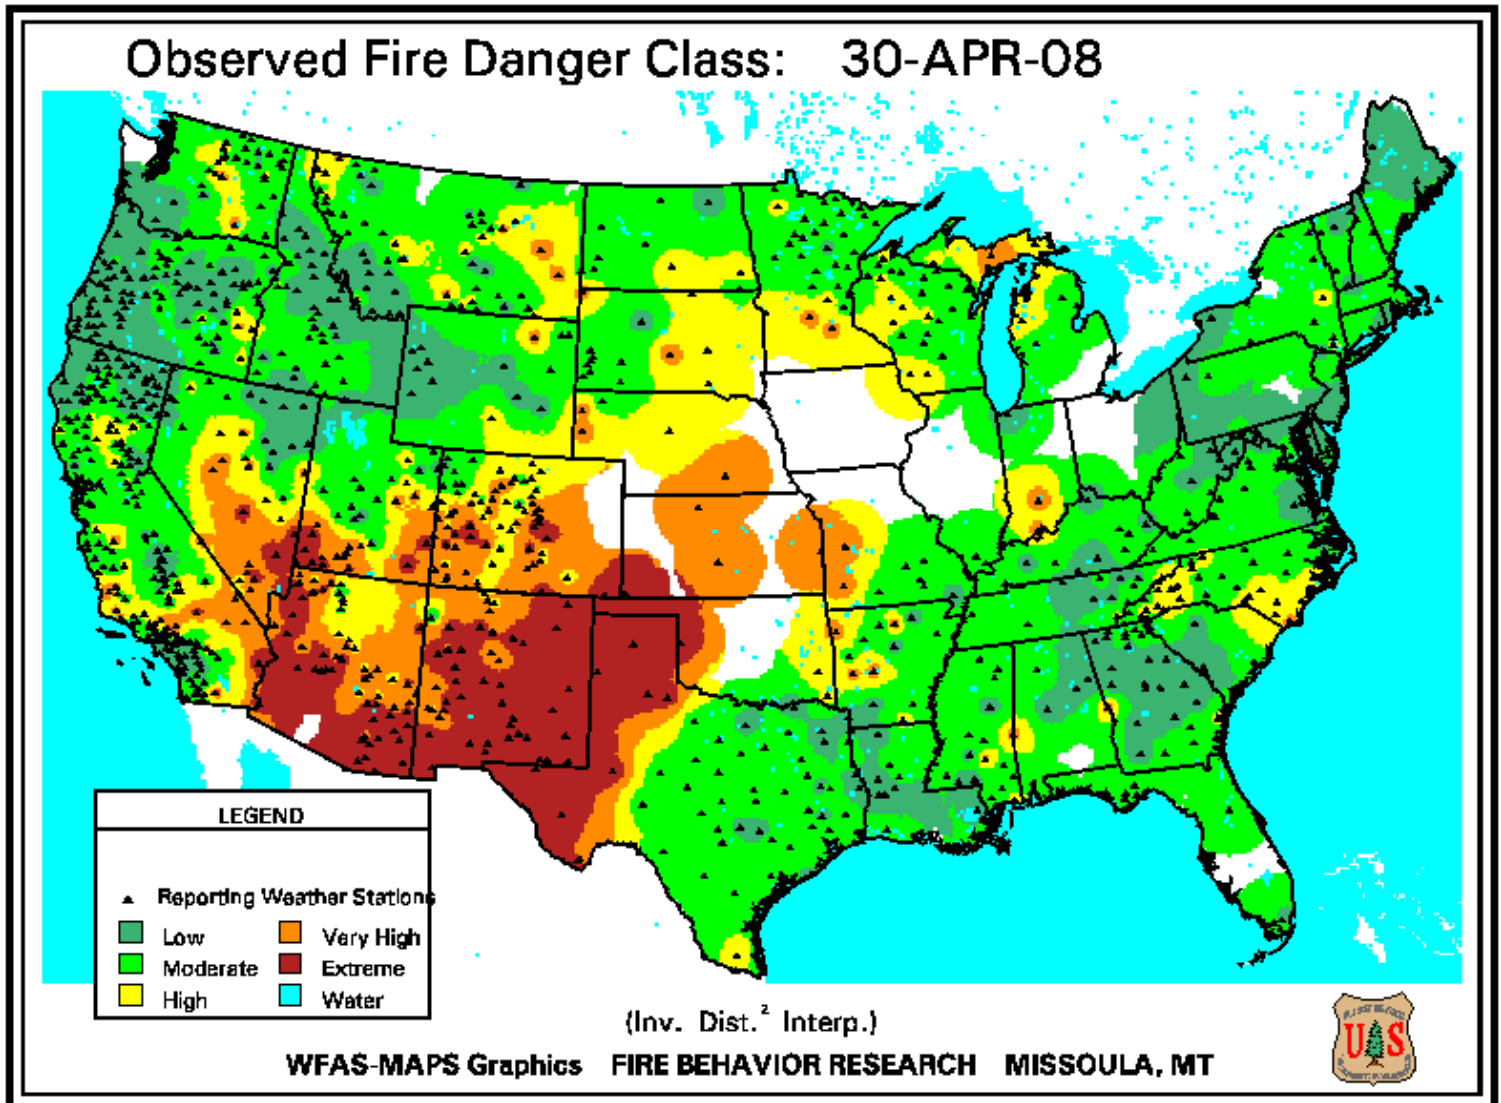 Observed Fire Danger Class: 30-APR-08
LEGEND
Reporting Weather Stations
Low
Very High
Moderate
Extreme
High
Water
(Inv. Dist.² Interp.)
WFAS-MAPS Graphics FIRE BEHAVIOR RESEARCH MISSOULA, MT
U S